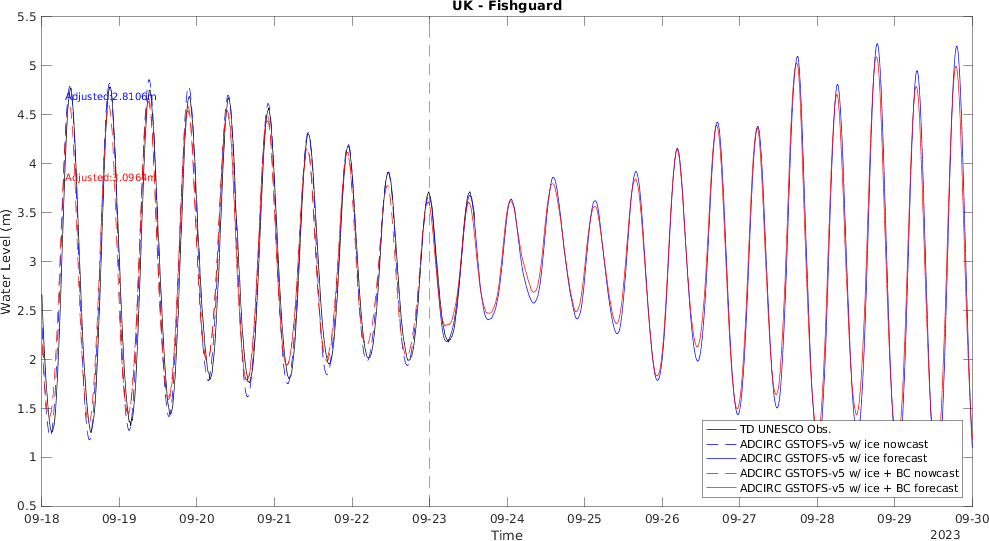 UK - Fishguard
5.5
5
4.5
4
3.5
3
2.5
2
1.5
1
0.5
Water Level (m)
Adjusted:2.8106m
Adjusted:3.0964m
TD UNESCO Obs.
ADCIRC GSTOFS-v5 w/ ice nowcast
ADCIRC GSTOFS-v5 w/ ice forecast
ADCIRC GSTOFS-v5 w/ ice + BC nowcast
ADCIRC GSTOFS-v5 w/ ice + BC forecast
09-18 09-19 09-20 09-21 09-22 09-23 09-24 09-25 09-26 09-27 09-28 09-29 09-30
Time
2023